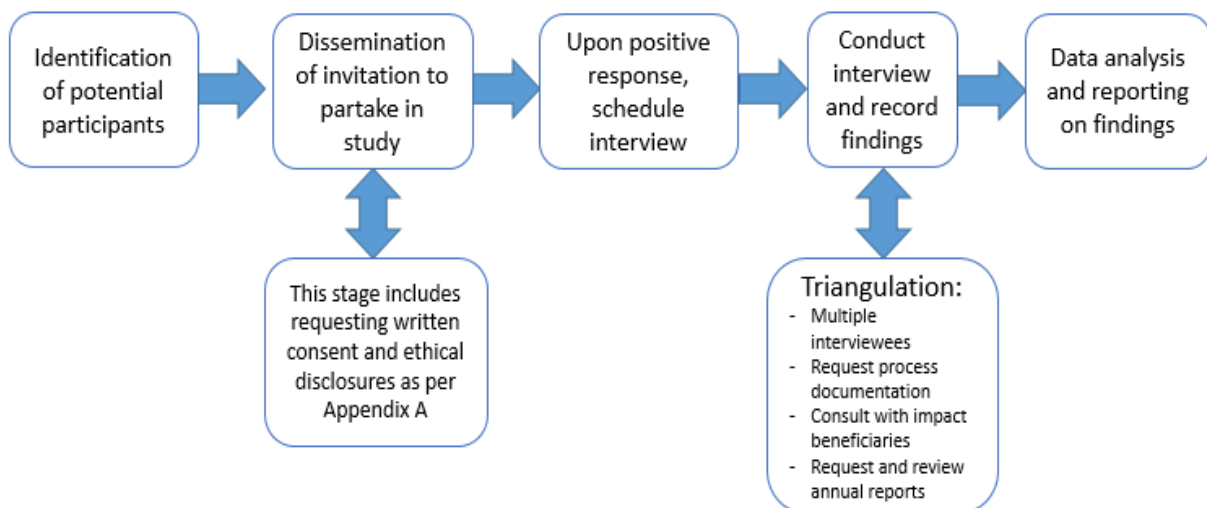 Identification
of potential
participants
Dissemination
of invitation to
partake in
study
Upon positive
response,
schedule
interview
Conduct
interview
and record
findings
Data analysis
and reporting
on findings
This stage includes
requesting written
consent and ethical
disclosures as per
Appendix A
Triangulation:
- Multiple
interviewees
- Request process
documentation
- Consult with impact
beneficiaries
- Request and review
annual reports